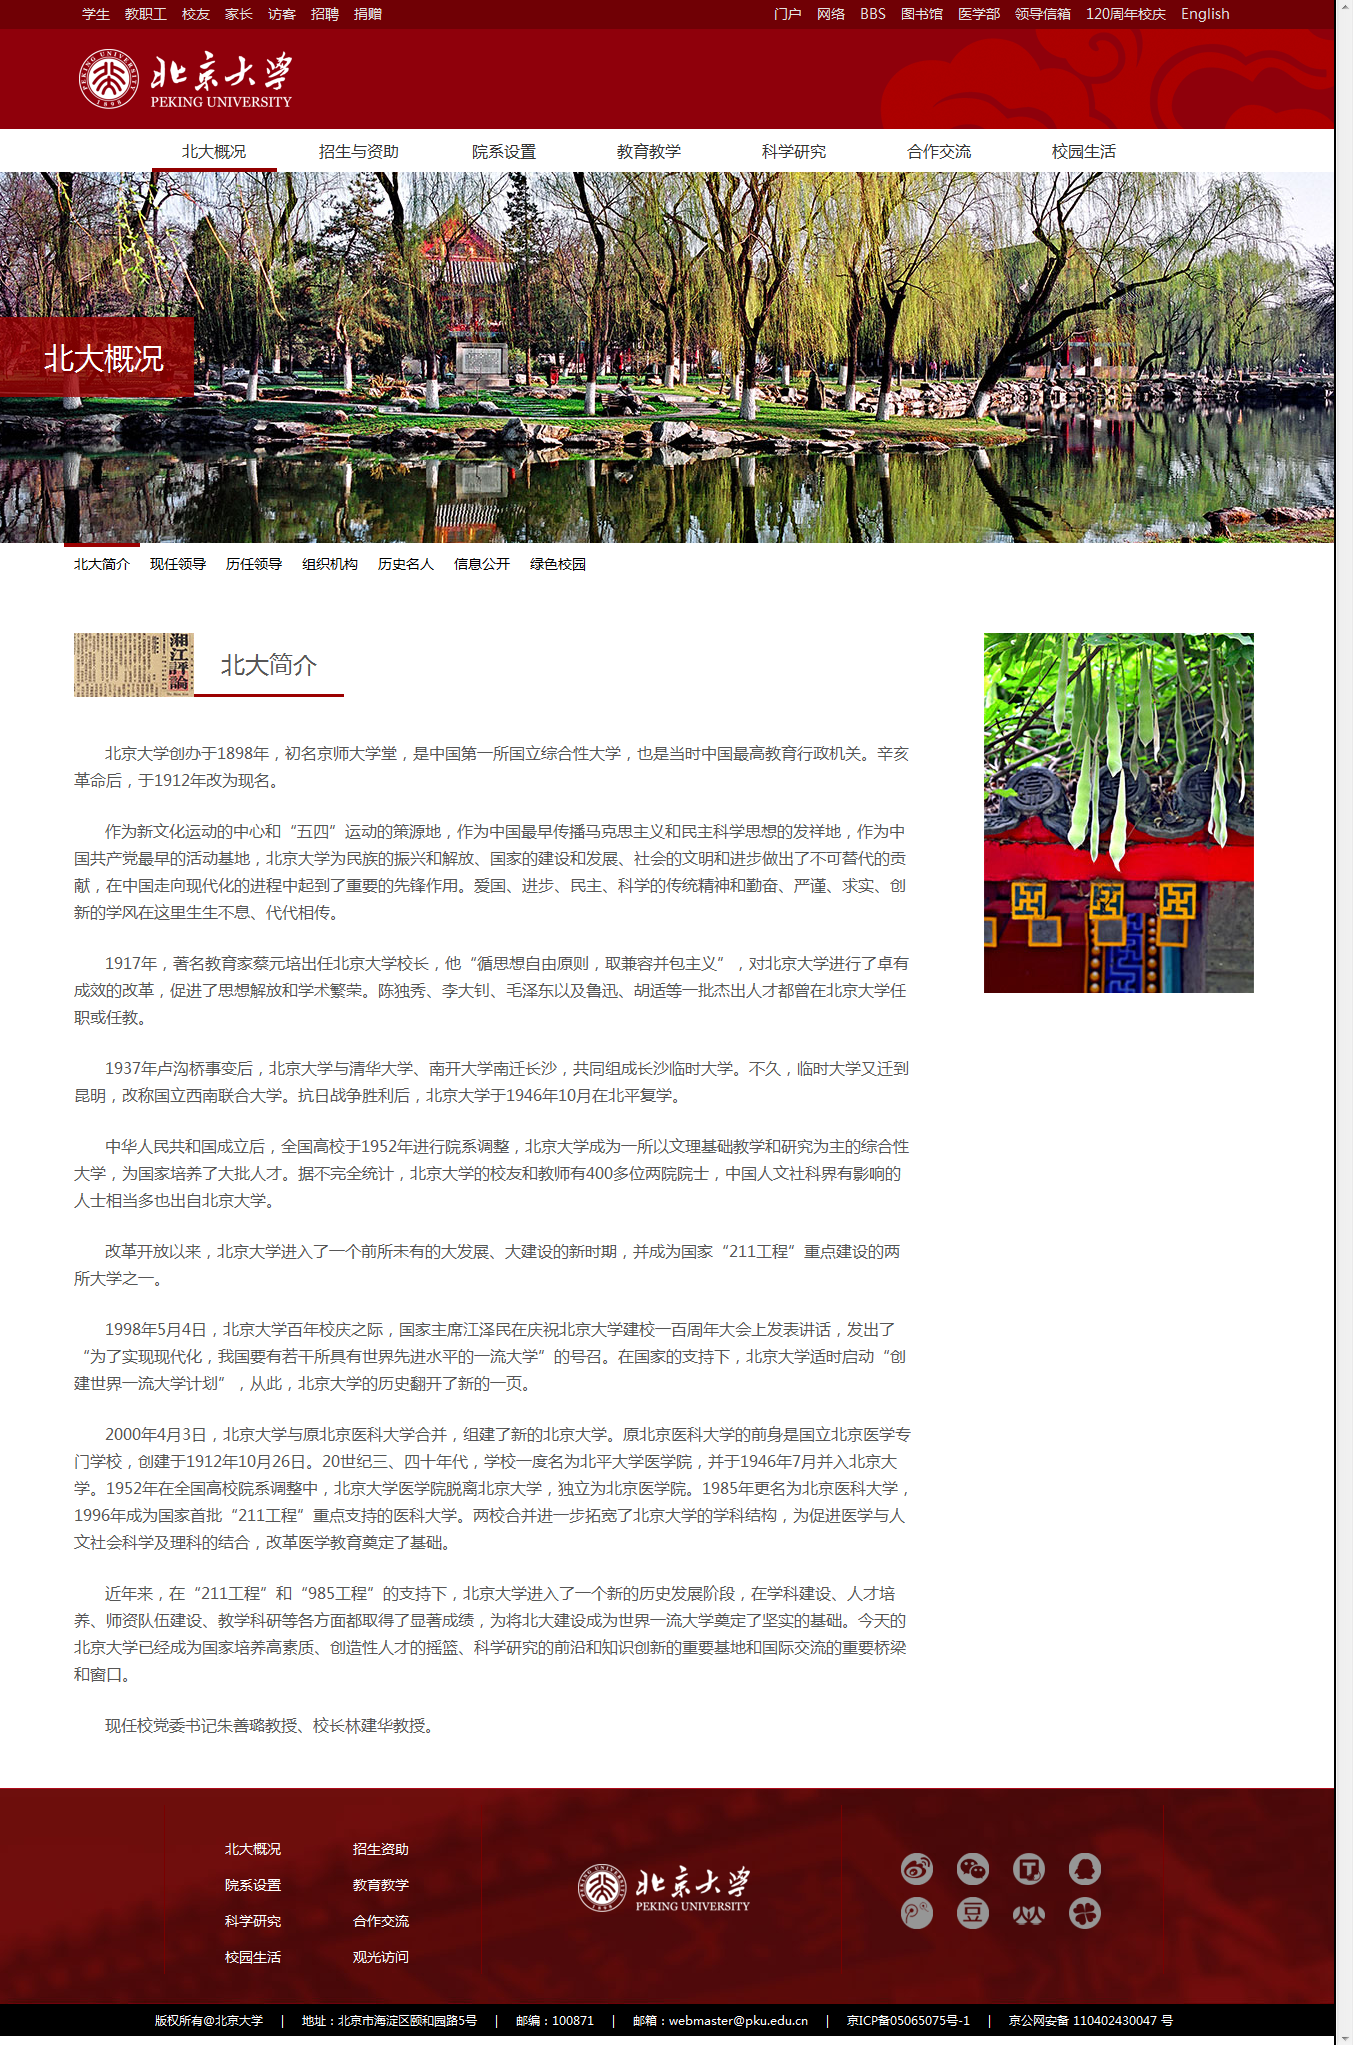 学生 教职工 校友 家长 访客 招聘 捐赠 门户 网络 BBS 图书馆 医学部 领导信箱 120周年校庆 English
PEKING UNIVERSITY 1898
北京大学
PEKING UNIVERSITY
北大概况 招生与资助 院系设置 教育教学 科学研究 合作交流 校园生活
北大概况
北大简介 现任领导 历任领导 组织机构 历史名人 信息公开 绿色校园
湘江評論
北大简介
北京大学创办于1898年，初名京师大学堂，是中国第一所国立综合性大学，也是当时中国最高教育行政机关。辛亥
革命后，于1912年改为现名。
作为新文化运动的中心和“五四”运动的策源地，作为中国最早传播马克思主义和民主科学思想的发祥地，作为中
国共产党最早的活动基地，北京大学为民族的振兴和解放、国家的建设和发展、社会的文明和进步做出了不可替代的贡
献，在中国走向现代化的进程中起到了重要的先锋作用。爱国、进步、民主、科学的传统精神和勤奋、严谨、求实、创
新的学风在这里生生不息、代代相传。
1917年，著名教育家蔡元培出任北京大学校长，他“循思想自由原则，取兼容并包主义”，对北京大学进行了卓有
成效的改革，促进了思想解放和学术繁荣。陈独秀、李大钊、毛泽东以及鲁迅、胡适等一批杰出人才都曾在北京大学任
职或任教。
1937年卢沟桥事变后，北京大学与清华大学、南开大学南迁长沙，共同组成长沙临时大学。不久，临时大学又迁到
昆明，改称国立西南联合大学。抗日战争胜利后，北京大学于1946年10月在北平复学。
中华人民共和国成立后，全国高校于1952年进行院系调整，北京大学成为一所以文理基础教学和研究为主的综合性
大学，为国家培养了大批人才。据不完全统计，北京大学的校友和教师有400多位两院院士，中国人文社科界有影响的
人士相当多也出自北京大学。
改革开放以来，北京大学进入了一个前所未有的大发展、大建设的新时期，并成为国家“211工程”重点建设的两
所大学之一。
1998年5月4日，北京大学百年校庆之际，国家主席江泽民在庆祝北京大学建校一百周年大会上发表讲话，发出了
“为了实现现代化，我国要有若干所具有世界先进水平的一流大学”的号召。在国家的支持下，北京大学适时启动“创
建世界一流大学计划”，从此，北京大学的历史翻开了新的一页。
2000年4月3日，北京大学与原北京医科大学合并，组建了新的北京大学。原北京医科大学的前身是国立北京医学专
门学校，创建于1912年10月26日。20世纪三、四十年代，学校一度名为北平大学医学院，并于1946年7月并入北京大
学。1952年在全国高校院系调整中，北京大学医学院脱离北京大学，独立为北京医学院。1985年更名为北京医科大学，
1996年成为国家首批“211工程”重点支持的医科大学。两校合并进一步拓宽了北京大学的学科结构，为促进医学与人
文社会科学及理科的结合，改革医学教育奠定了基础。
近年来，在“211工程”和“985工程”的支持下，北京大学进入了一个新的历史发展阶段，在学科建设、人才培
养、师资队伍建设、教学科研等各方面都取得了显著成绩，为将北大建设成为世界一流大学奠定了坚实的基础。今天的
北京大学已经成为国家培养高素质、创造性人才的摇篮、科学研究的前沿和知识创新的重要基地和国际交流的重要桥梁
和窗口。
现任校党委书记朱善璐教授、校长林建华教授。
北大概况 招生资助
院系设置 教育教学
科学研究 合作交流
校园生活 观光访问
北京大学
PEKING UNIVERSITY
豆
版权所有@北京大学 | 地址：北京市海淀区颐和园路5号 | 邮编：100871 | 邮箱：webmaster@pku.edu.cn | 京ICP备05065075号-1 | 京公网安备 110402430047 号